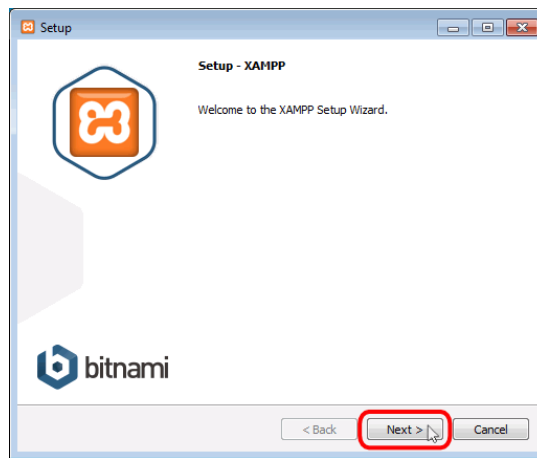 Setup
Setup - XAMPP
Welcome to the XAMPP Setup Wizard.
bitnami
< Back
Next >
Cancel